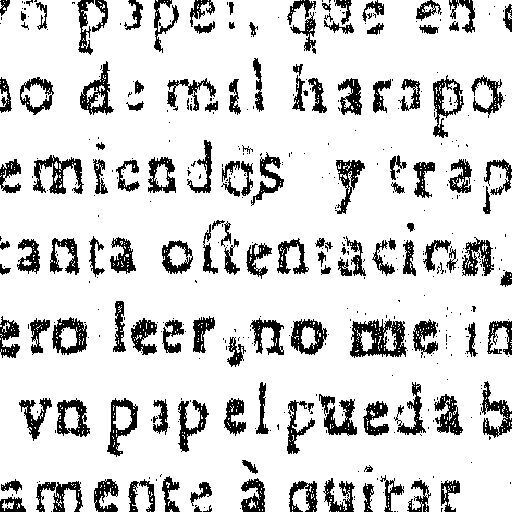 vn papel, que en
no de mil harapo
emiendos y trap
tanta oſtentacion,
ero leer, no me in
vn papel pueda b
amente à quitar